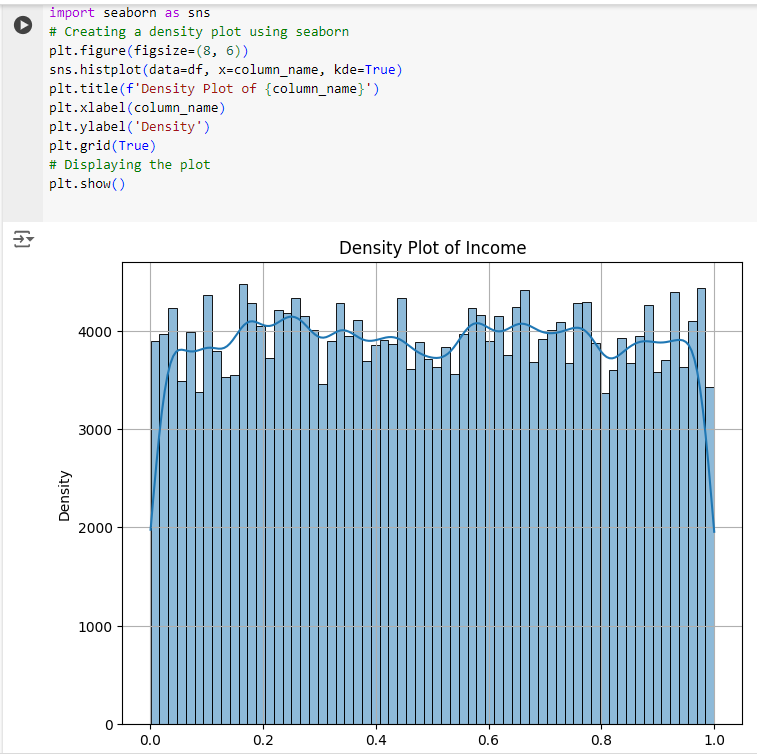 import seaborn as sns
# Creating a density plot using seaborn
plt.figure(figsize=(8, 6))
sns.histplot(data=df, x=column_name, kde=True)
plt.title(f'Density Plot of {column_name}')
plt.xlabel(column_name)
plt.ylabel('Density')
plt.grid(True)
# Displaying the plot
plt.show()
Density Plot of Income
4000
3000
Density
2000
1000
0
0.0 0.2 0.4 0.6 0.8 1.0